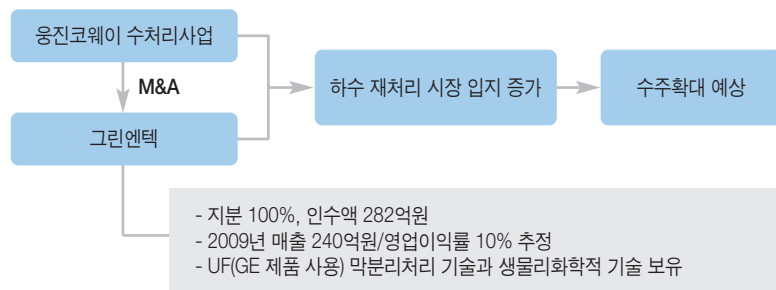 웅진코웨이 수처리사업
M&A
그린엔텍
하수 재처리 시장 입지 증가
수주확대 예상
- 지분 100%, 인수액 282억원
- 2009년 매출 240억원/영업이익률 10% 추정
- UF(GE 제품 사용) 막분리처리 기술과 생물리화학적 기술 보유